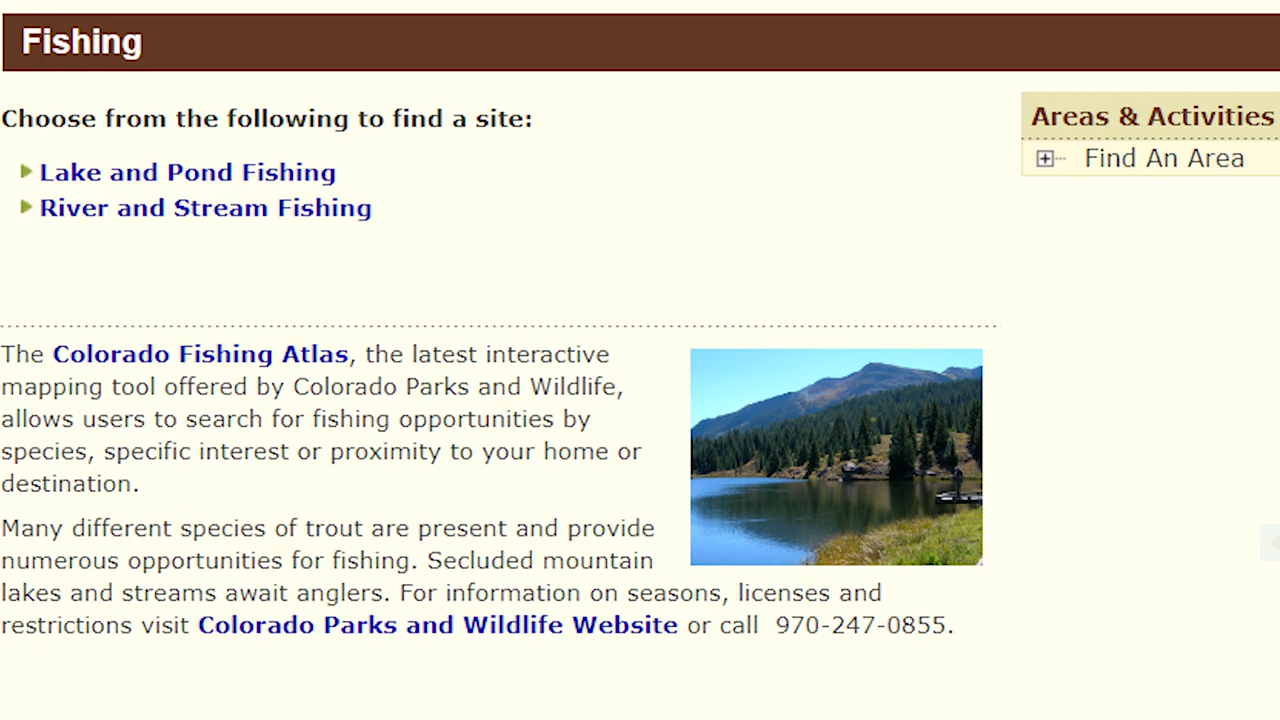 Fishing
Choose from the following to find a site:
Lake and Pond Fishing
River and Stream Fishing
Areas & Activities
Find An Area
The Colorado Fishing Atlas, the latest interactive
mapping tool offered by Colorado Parks and Wildlife,
allows users to search for fishing opportunities by
species, specific interest or proximity to your home or
destination.
Many different species of trout are present and provide
numerous opportunities for fishing. Secluded mountain
lakes and streams await anglers. For information on seasons, licenses and
restrictions visit Colorado Parks and Wildlife Website or call  970-247-0855.